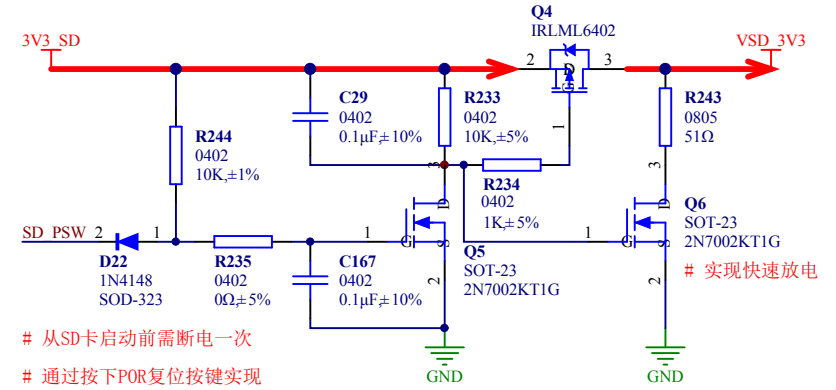 Q4
IRLML6402
3V3_SD
VSD_3V3
2
3
D
G
1
C29
0402
0.1μF,±10%
R233
0402
10K,±5%
R243
0805
51Ω
R244
0402
10K,±1%
3
R234
0402
1K,±5%
3
Q6
SOT-23
2N7002KT1G
SD_PSW
2
1
D22
1N4148
SOD-323
R235
0402
0Ω,±5%
1
G
D
S
C167
0402
0.1μF,±10%
2
Q5
SOT-23
2N7002KT1G
1
G
D
S
2
# 实现快速放电
# 从SD卡启动前需断电一次
# 通过按下POR复位按键实现
GND
GND